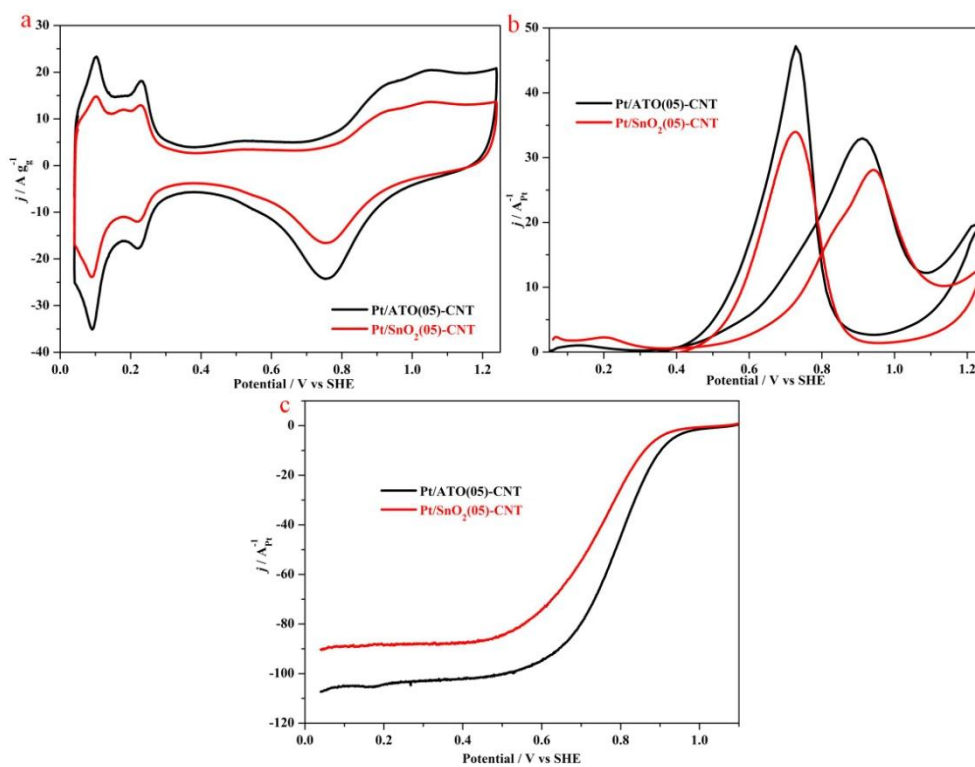 a
30
20
10
0
-10
-20
-30
-40
j / A g_g^-1
Pt/ATO(05)-CNT
Pt/SnO₂(05)-CNT
0.0 0.2 0.4 0.6 0.8 1.0 1.2
Potential / V vs SHE
b
50
40
30
20
10
0
j / A_Pt^-1
Pt/ATO(05)-CNT
Pt/SnO₂(05)-CNT
0.2 0.4 0.6 0.8 1.0 1.2
Potential / V vs SHE
c
0
-20
-40
-60
-80
-100
-120
j / A_Pt^-1
Pt/ATO(05)-CNT
Pt/SnO₂(05)-CNT
0.0 0.2 0.4 0.6 0.8 1.0
Potential / V vs SHE